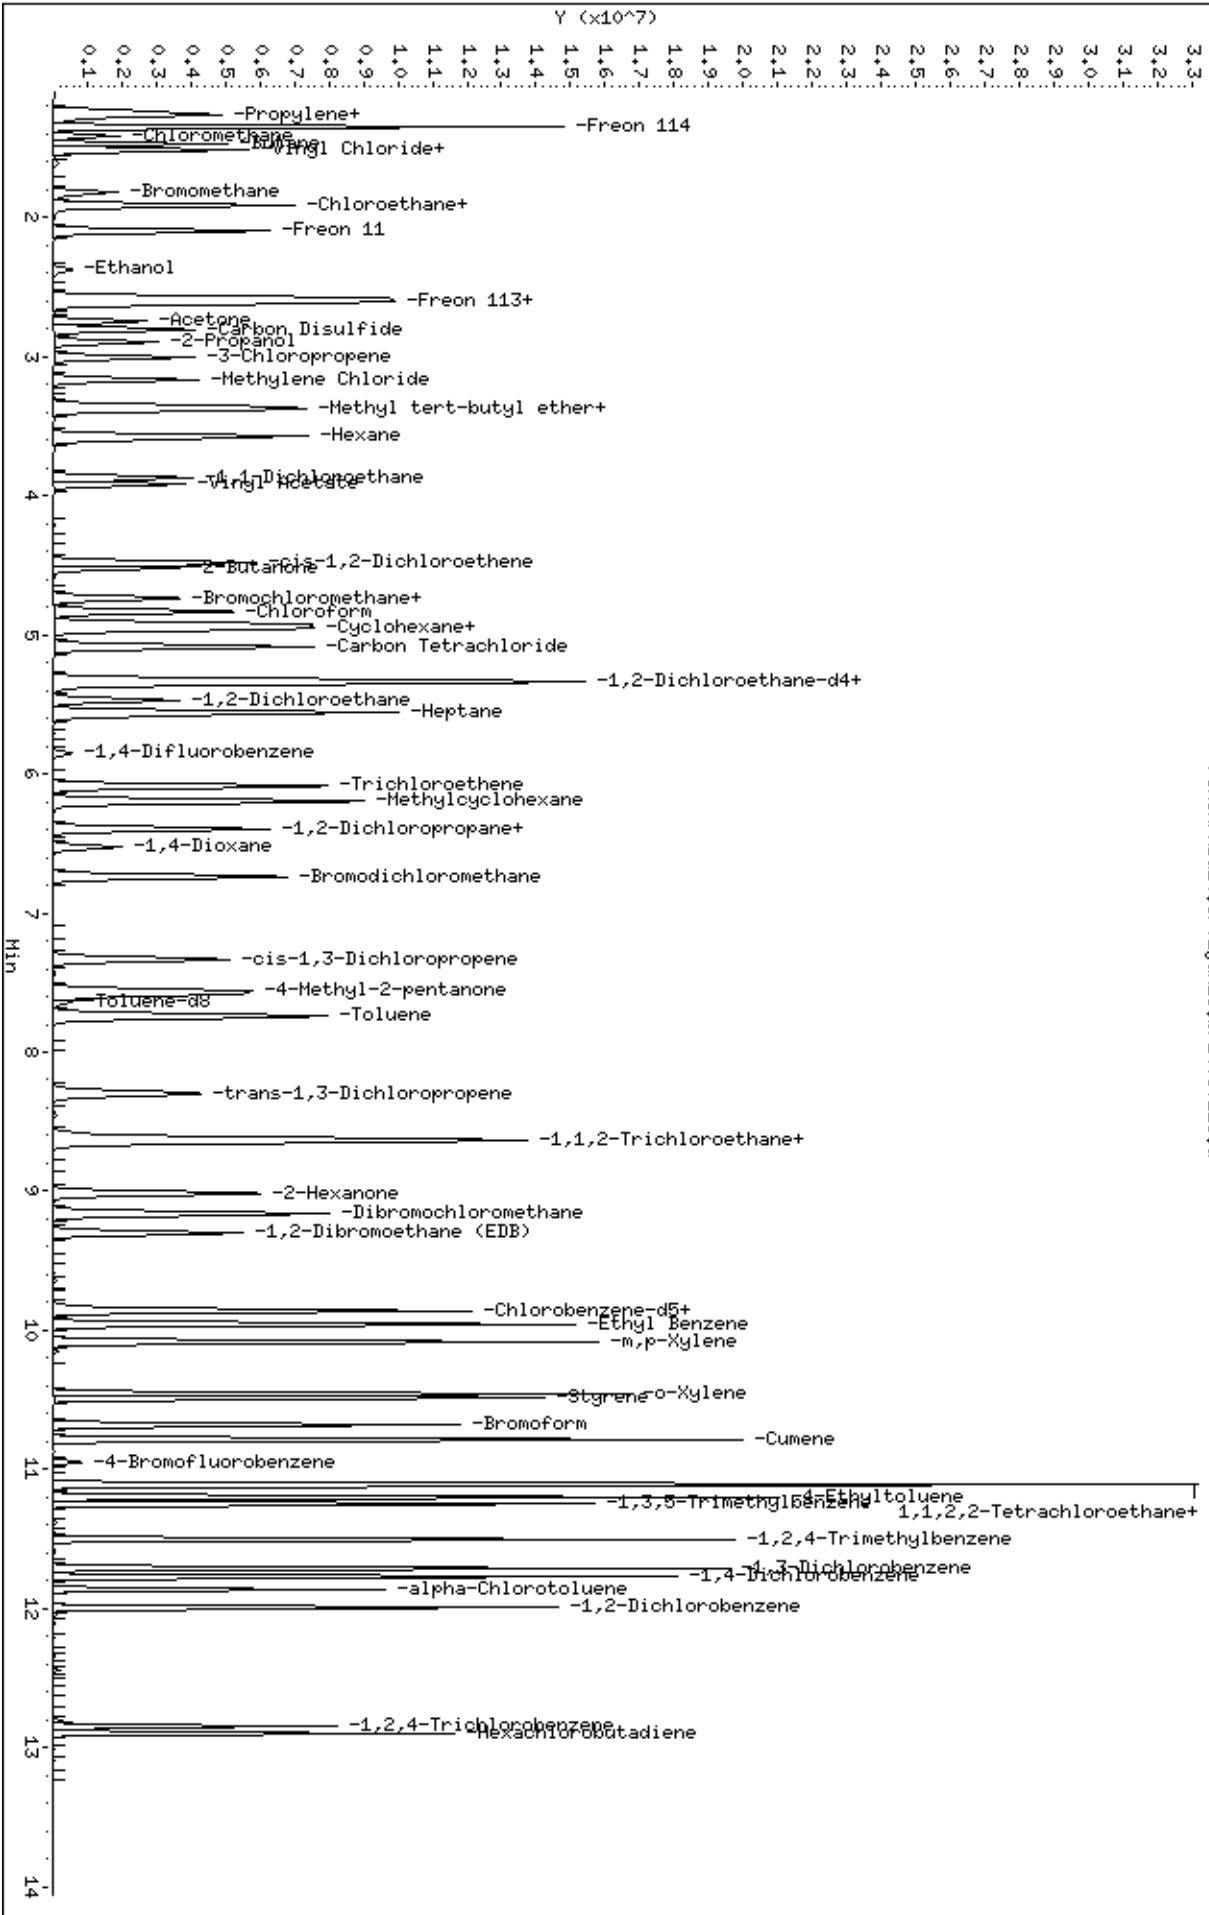 Y (x10^7)
0.1
0.2
0.3
0.4
0.5
0.6
0.7
0.8
0.9
1.0
1.1
1.2
1.3
1.4
1.5
1.6
1.7
1.8
1.9
2.0
2.1
2.2
2.3
2.4
2.5
2.6
2.7
2.8
2.9
3.0
3.1
3.2
3.3
-Propylene+
-Freon 114
-Chloromethane
-Butane
-Vinyl Chloride+
-Bromomethane
-Chloroethane+
2
-Freon 11
-Ethanol
-Freon 113+
-Acetone
-Carbon Disulfide
-2-Propanol
3
-3-Chloropropene
-Methylene Chloride
-Methyl tert-butyl ether+
-Hexane
-1,1-Dichloroethane
-Vinyl Acetate
4
-cis-1,2-Dichloroethene
2-Butanone
-Bromochloromethane+
-Chloroform
-Cyclohexane+
5
-Carbon Tetrachloride
-1,2-Dichloroethane-d4+
-1,2-Dichloroethane
-Heptane
-1,4-Difluorobenzene
6
-Trichloroethene
-Methylcyclohexane
-1,2-Dichloropropane+
-1,4-Dioxane
-Bromodichloromethane
7
Min
-cis-1,3-Dichloropropene
-4-Methyl-2-pentanone
Toluene-d8
-Toluene
8
-trans-1,3-Dichloropropene
-1,1,2-Trichloroethane+
9
-2-Hexanone
-Dibromochloromethane
-1,2-Dibromoethane (EDB)
-Chlorobenzene-d5+
-Ethyl Benzene
10
-m,p-Xylene
-o-Xylene
-Styrene
-Bromoform
-Cumene
-4-Bromofluorobenzene
11
-4-Ethyltoluene
-1,3,5-Trimethylbenzene
1,1,2,2-Tetrachloroethane+
-1,2,4-Trimethylbenzene
-1,3-Dichlorobenzene
-1,4-Dichlorobenzene
-alpha-Chlorotoluene
-1,2-Dichlorobenzene
12
-1,2,4-Trichlorobenzene
-Hexachlorobutadiene
13
14